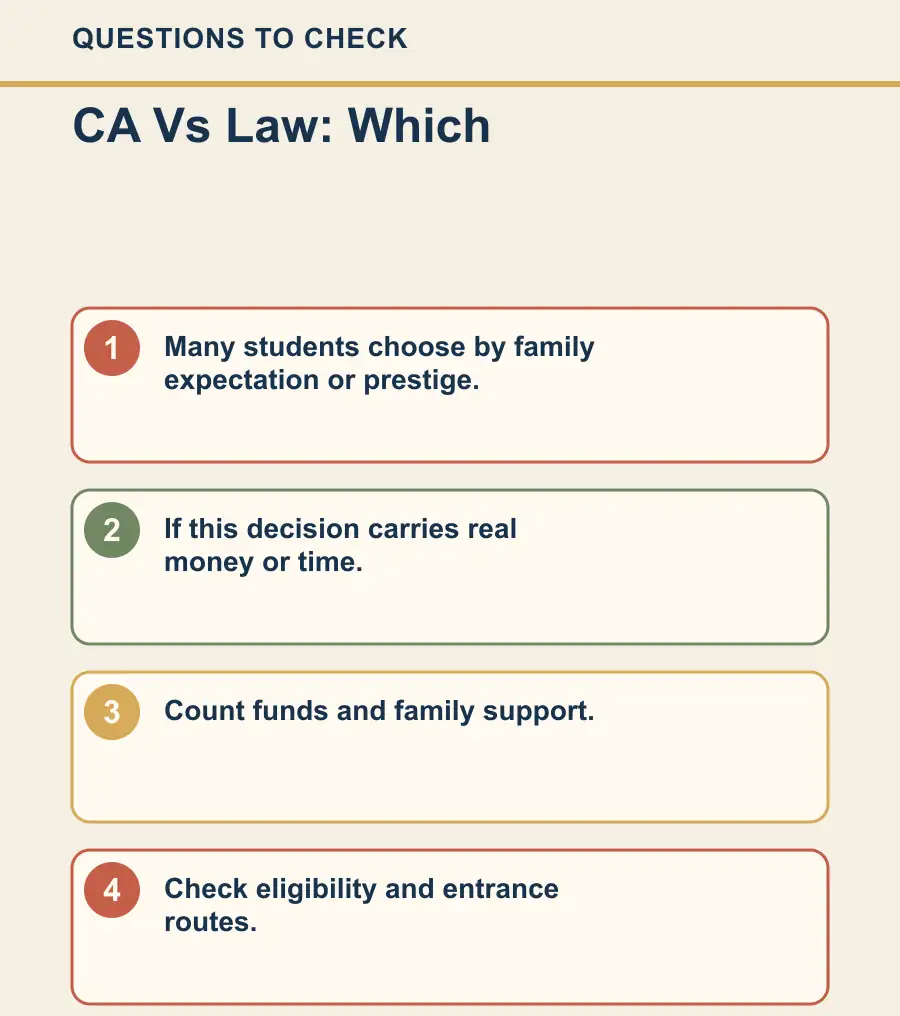 QUESTIONS TO CHECK
CA Vs Law: Which
1
Many students choose by family
expectation or prestige.
2
If this decision carries real
money or time.
3
Count funds and family support.
4
Check eligibility and entrance
routes.